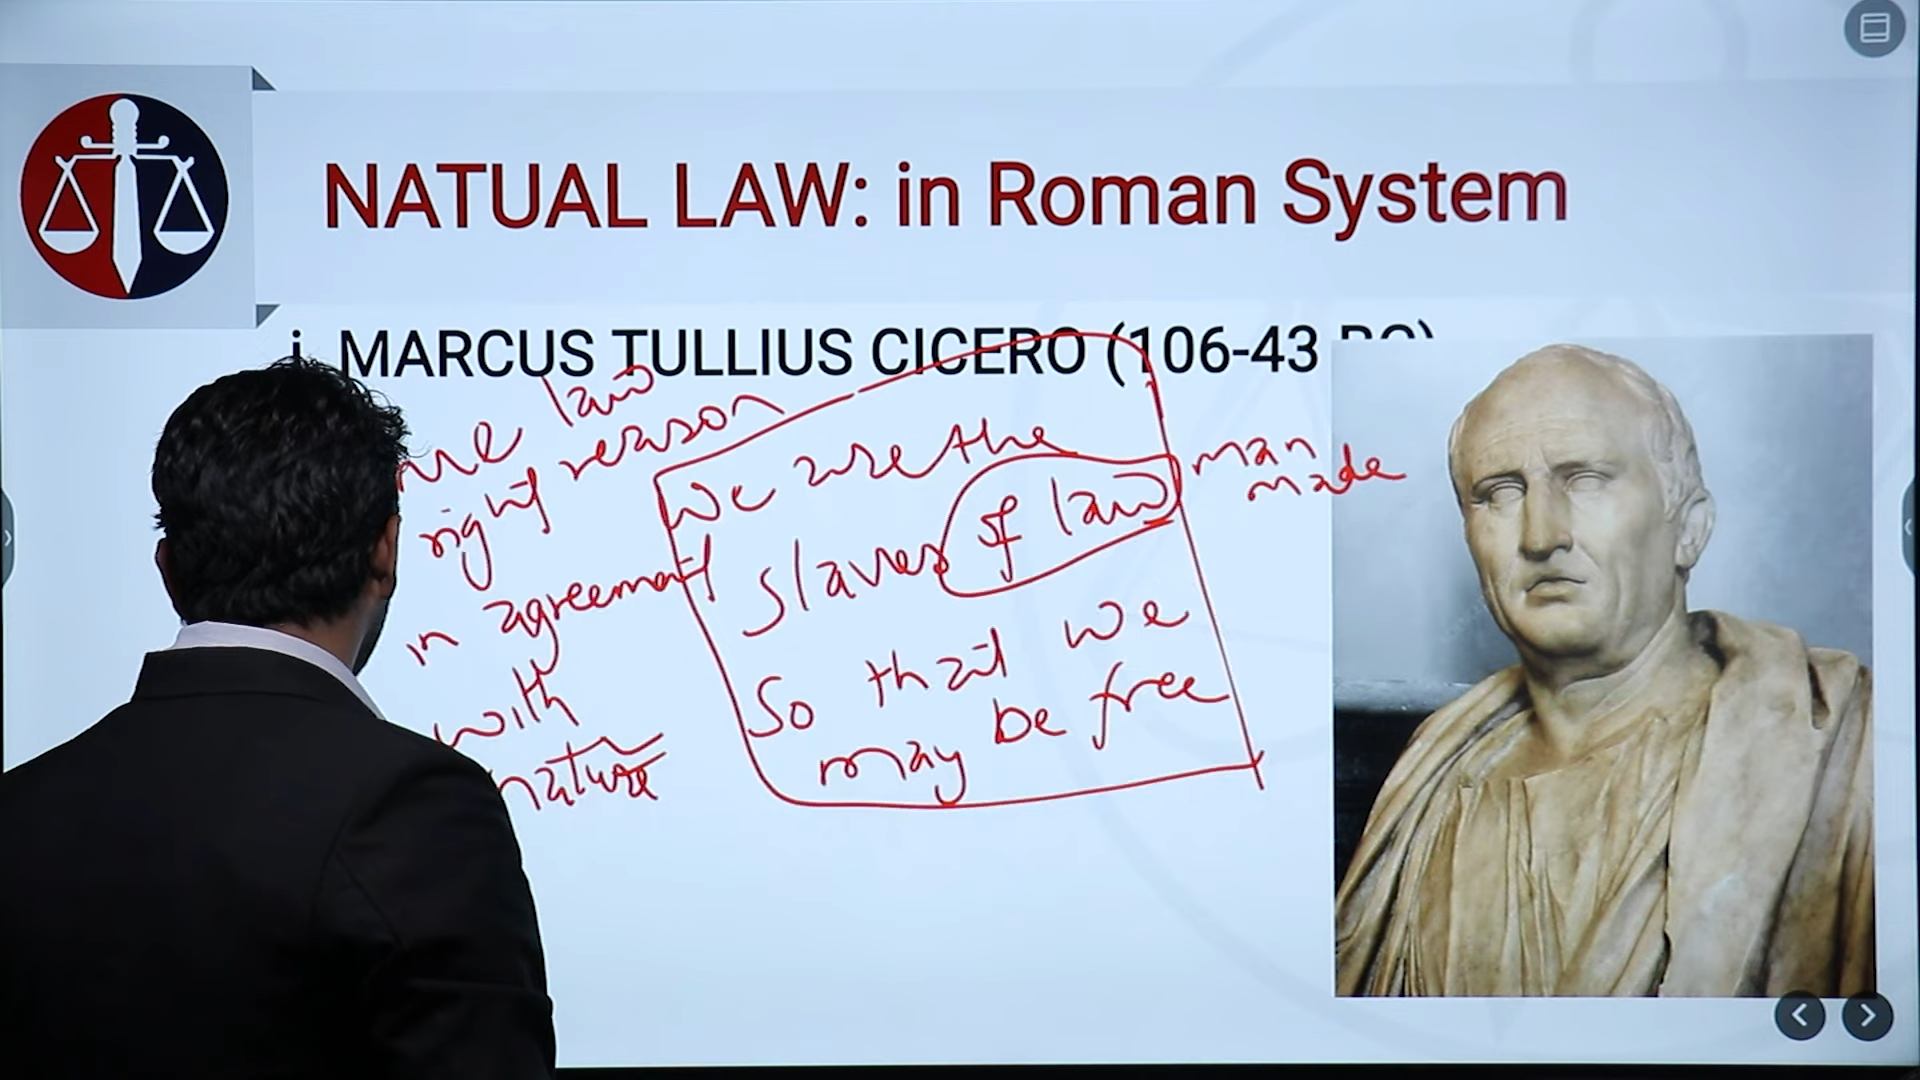 NATUAL LAW: in Roman System
i. MARCUS TULLIUS CICERO (106-43 BC)
law
right reason
in agreement
with
nature
we are the
slaves of law
so that we
may be free
man
made